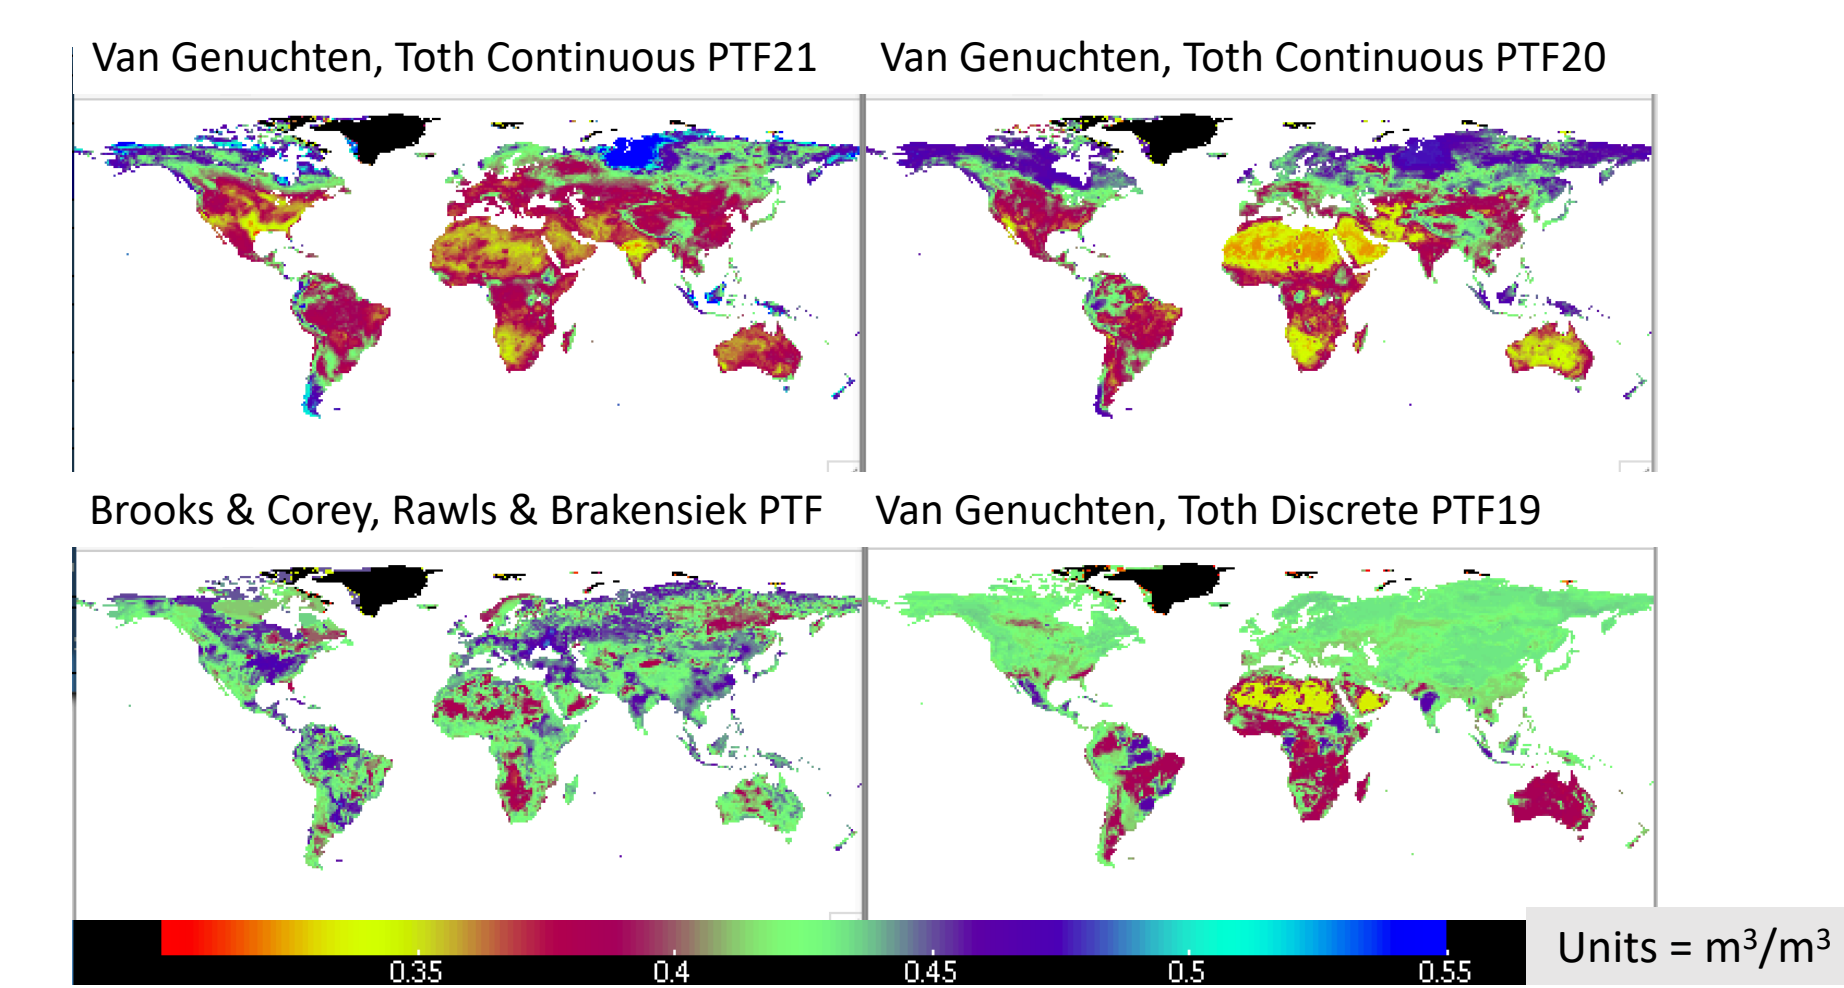 Van Genuchten, Toth Continuous PTF21
Van Genuchten, Toth Continuous PTF20
Brooks & Corey, Rawls & Brakensiek PTF
Van Genuchten, Toth Discrete PTF19
0.35 0.4 0.45 0.5 0.55
Units = m³/m³